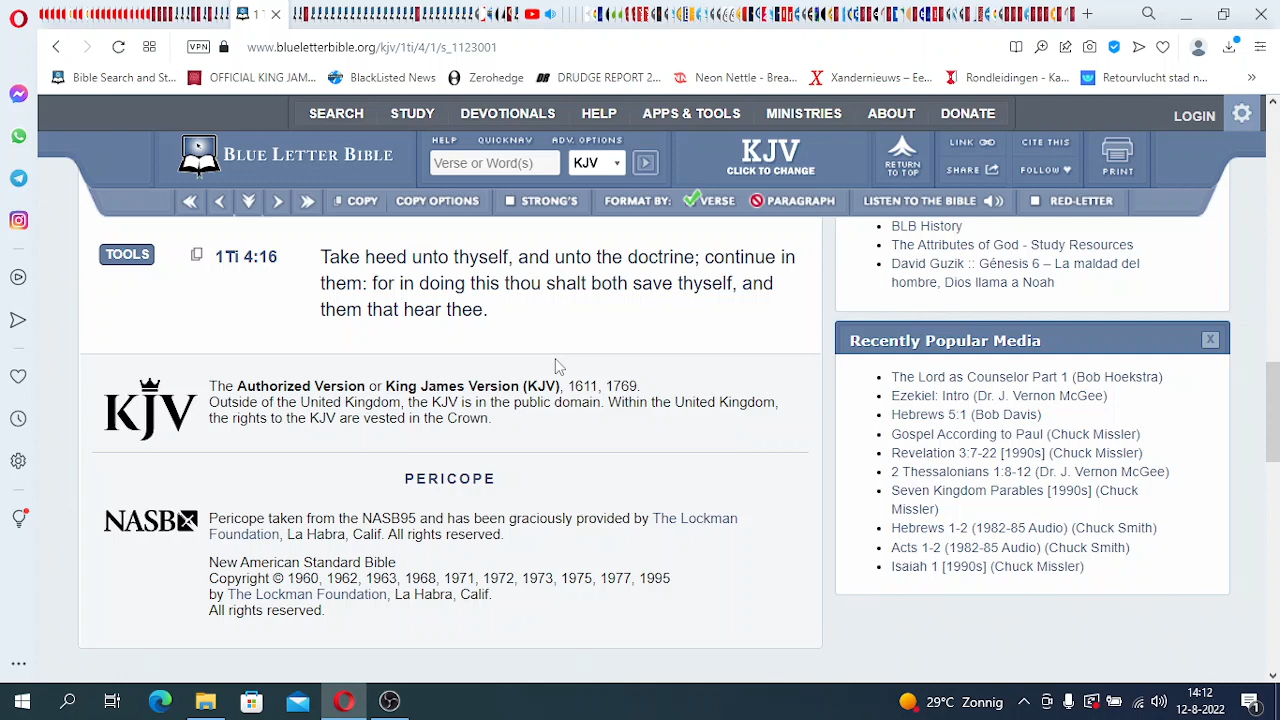 1
www.blueletterbible.org/kjv/1ti/4/1/s_1123001
VPN
Bible Search and St...
OFFICIAL KING JAM...
BlackListed News
Zerohedge
DRUDGE REPORT 2...
Neon Nettle - Brea...
Xandernieuws – Ee...
Rondleidingen - Ka...
Retourvlucht stad n...
»
SEARCH
STUDY
DEVOTIONALS
HELP
APPS & TOOLS
MINISTRIES
ABOUT
DONATE
LOGIN
BLUE LETTER BIBLE
HELP
QUICKNAV
ADV. OPTIONS
Verse or Word(s)
KJV
KJV
CLICK TO CHANGE
RETURN
TO TOP
LINK
CITE THIS
SHARE
FOLLOW
PRINT
COPY
COPY OPTIONS
STRONG'S
FORMAT BY:
VERSE
PARAGRAPH
LISTEN TO THE BIBLE
RED-LETTER
TOOLS
1Ti 4:16
Take heed unto thyself, and unto the doctrine; continue in
them: for in doing this thou shalt both save thyself, and
them that hear thee.
KJV
The Authorized Version or King James Version (KJV), 1611, 1769.
Outside of the United Kingdom, the KJV is in the public domain. Within the United Kingdom,
the rights to the KJV are vested in the Crown.
PERICOPE
NASB
Pericope taken from the NASB95 and has been graciously provided by The Lockman
Foundation, La Habra, Calif. All rights reserved.
New American Standard Bible
Copyright © 1960, 1962, 1963, 1968, 1971, 1972, 1973, 1975, 1977, 1995
by The Lockman Foundation, La Habra, Calif.
All rights reserved.
BLB History
The Attributes of God - Study Resources
David Guzik :: Génesis 6 – La maldad del
hombre, Dios llama a Noah
Recently Popular Media
X
The Lord as Counselor Part 1 (Bob Hoekstra)
Ezekiel: Intro (Dr. J. Vernon McGee)
Hebrews 5:1 (Bob Davis)
Gospel According to Paul (Chuck Missler)
Revelation 3:7-22 [1990s] (Chuck Missler)
2 Thessalonians 1:8-12 (Dr. J. Vernon McGee)
Seven Kingdom Parables [1990s] (Chuck
Missler)
Hebrews 1-2 (1982-85 Audio) (Chuck Smith)
Acts 1-2 (1982-85 Audio) (Chuck Smith)
Isaiah 1 [1990s] (Chuck Missler)
29°C Zonnig
14:12
12-8-2022
1